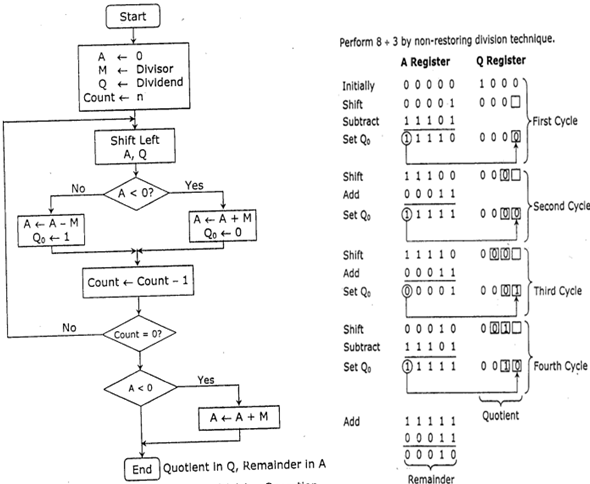 Start
A ← 0
M ← Divisor
Q ← Dividend
Count ← n
Shift Left
A, Q
No
A < 0?
Yes
A ← A − M
Q₀ ← 1
A ← A + M
Q₀ ← 0
Count ← Count − 1
No
Count = 0?
A < 0
Yes
A ← A + M
End
Quotient in Q, Remainder in A
Perform 8 ÷ 3 by non-restoring division technique.
A Register Q Register
Initially 0 0 0 0 0 1 0 0 0
Shift 0 0 0 0 1 0 0 0
Subtract 1 1 1 0 1
Set Q₀ 1 1 1 1 0 0 0 0 0
First Cycle
Shift 1 1 1 0 0 0 0 0
Add 0 0 0 1 1
Set Q₀ 1 1 1 1 1 0 0 0 0
Second Cycle
Shift 1 1 1 1 0 0 0 0
Add 0 0 0 1 1
Set Q₀ 0 0 0 0 1 0 0 0 1
Third Cycle
Shift 0 0 0 1 0 0 0 1
Subtract 1 1 1 0 1
Set Q₀ 1 1 1 1 1 0 0 1 0
Fourth Cycle
Quotient
Add 1 1 1 1 1
0 0 0 1 1
0 0 0 1 0
Remainder